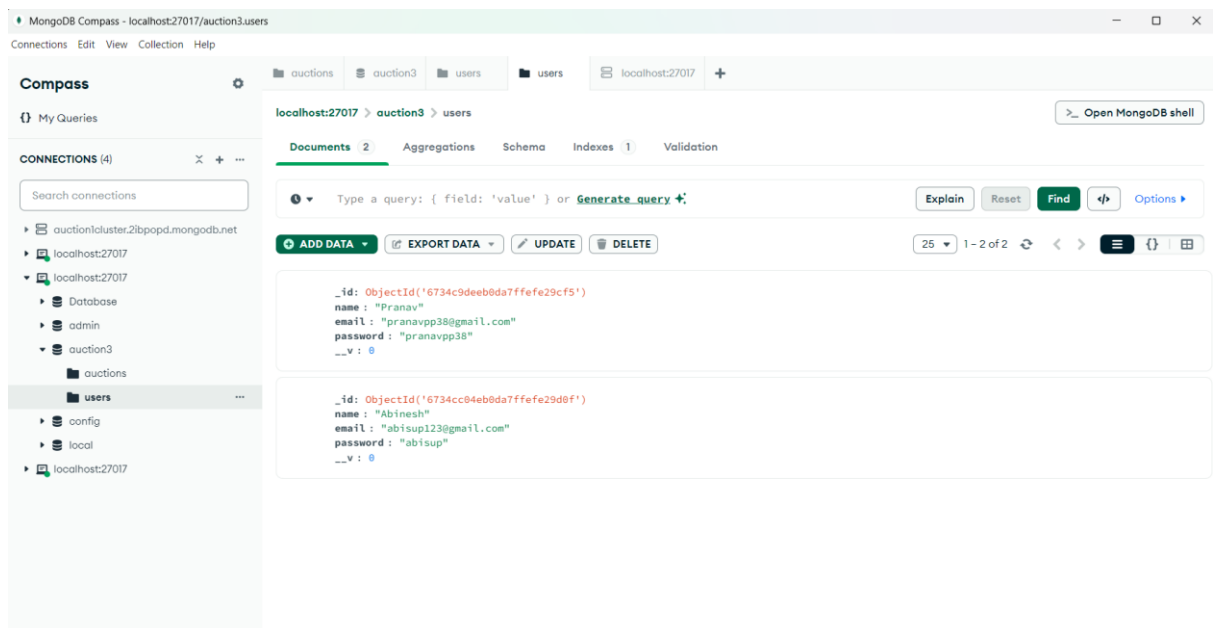 MongoDB Compass - localhost:27017/auction3.users
Connections Edit View Collection Help
Compass
{} My Queries
CONNECTIONS (4)
Search connections
auction1cluster.2ibpopd.mongodb.net
localhost:27017
localhost:27017
Database
admin
auction3
auctions
users
config
local
localhost:27017
auctions auction3 users users localhost:27017
localhost:27017 > auction3 > users
>_ Open MongoDB shell
Documents 2 Aggregations Schema Indexes 1 Validation
Type a query: { field: 'value' } or Generate query
Explain Reset Find </> Options
ADD DATA EXPORT DATA UPDATE DELETE
25 1 – 2 of 2 {}
_id: ObjectId('6734c9deeb0da7ffefe29cf5')
name : "Pranav"
email : "pranavpp38@gmail.com"
password : "pranavpp38"
__v : 0
_id: ObjectId('6734cc04eb0da7ffefe29d0f')
name : "Abinesh"
email : "abisup123@gmail.com"
password : "abisup"
__v : 0